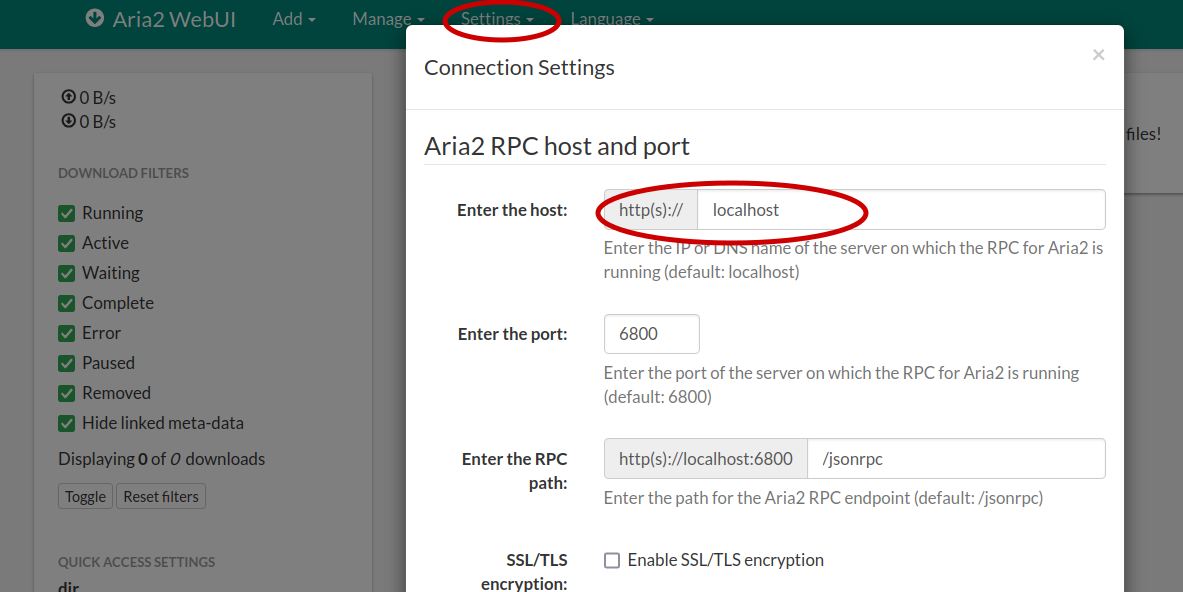 Aria2 WebUI Add Manage Settings Language
0 B/s
0 B/s
DOWNLOAD FILTERS
Running
Active
Waiting
Complete
Error
Paused
Removed
Hide linked meta-data
Displaying 0 of 0 downloads
Toggle Reset filters
QUICK ACCESS SETTINGS
dir
Connection Settings
×
Aria2 RPC host and port
Enter the host: http(s):// localhost
Enter the IP or DNS name of the server on which the RPC for Aria2 is
running (default: localhost)
Enter the port: 6800
Enter the port of the server on which the RPC for Aria2 is running
(default: 6800)
Enter the RPC
path:
http(s)://localhost:6800 /jsonrpc
Enter the path for the Aria2 RPC endpoint (default: /jsonrpc)
SSL/TLS
encryption:
Enable SSL/TLS encryption
files!